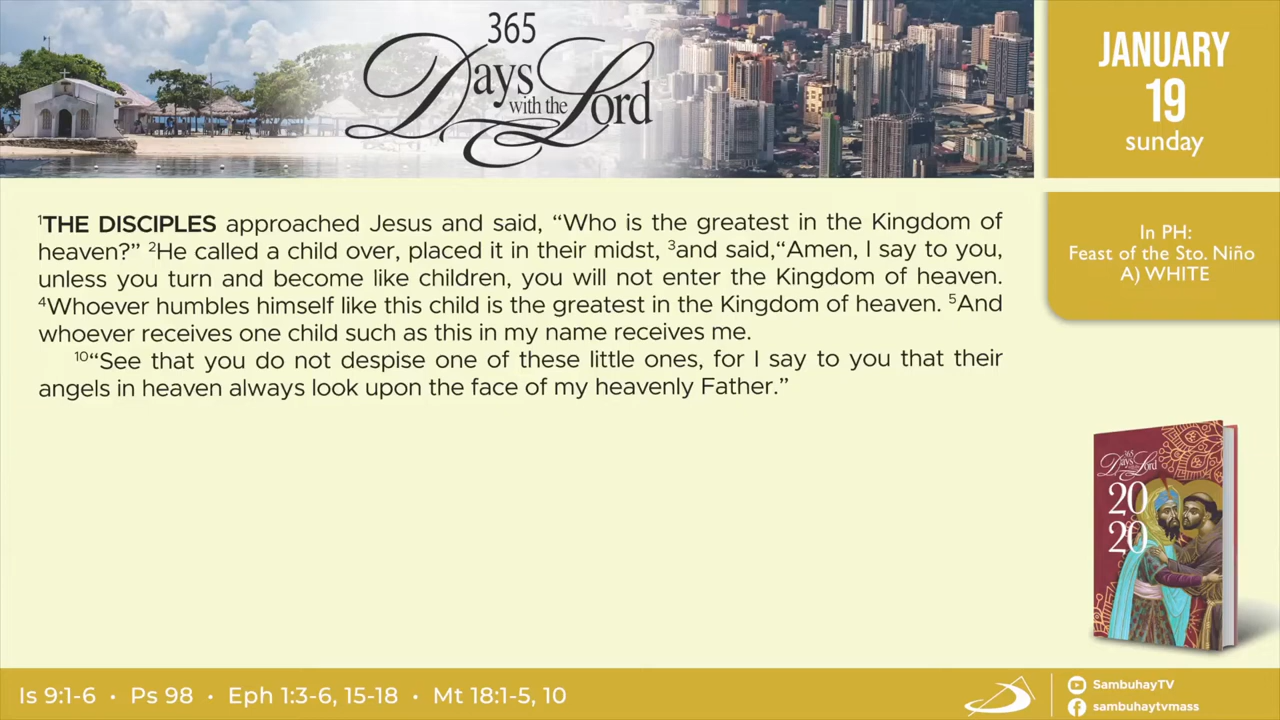 365
Days with the Lord
JANUARY
19
sunday
In PH:
Feast of the Sto. Niño
A) WHITE
¹THE DISCIPLES approached Jesus and said, “Who is the greatest in the Kingdom of
heaven?” ²He called a child over, placed it in their midst, ³and said,“Amen, I say to you,
unless you turn and become like children, you will not enter the Kingdom of heaven.
⁴Whoever humbles himself like this child is the greatest in the Kingdom of heaven. ⁵And
whoever receives one child such as this in my name receives me.
¹⁰“See that you do not despise one of these little ones, for I say to you that their
angels in heaven always look upon the face of my heavenly Father.”
365
Days with the Lord
20
20
Is 9:1-6 • Ps 98 • Eph 1:3-6, 15-18 • Mt 18:1-5, 10
SambuhayTV
sambuhaytvmass